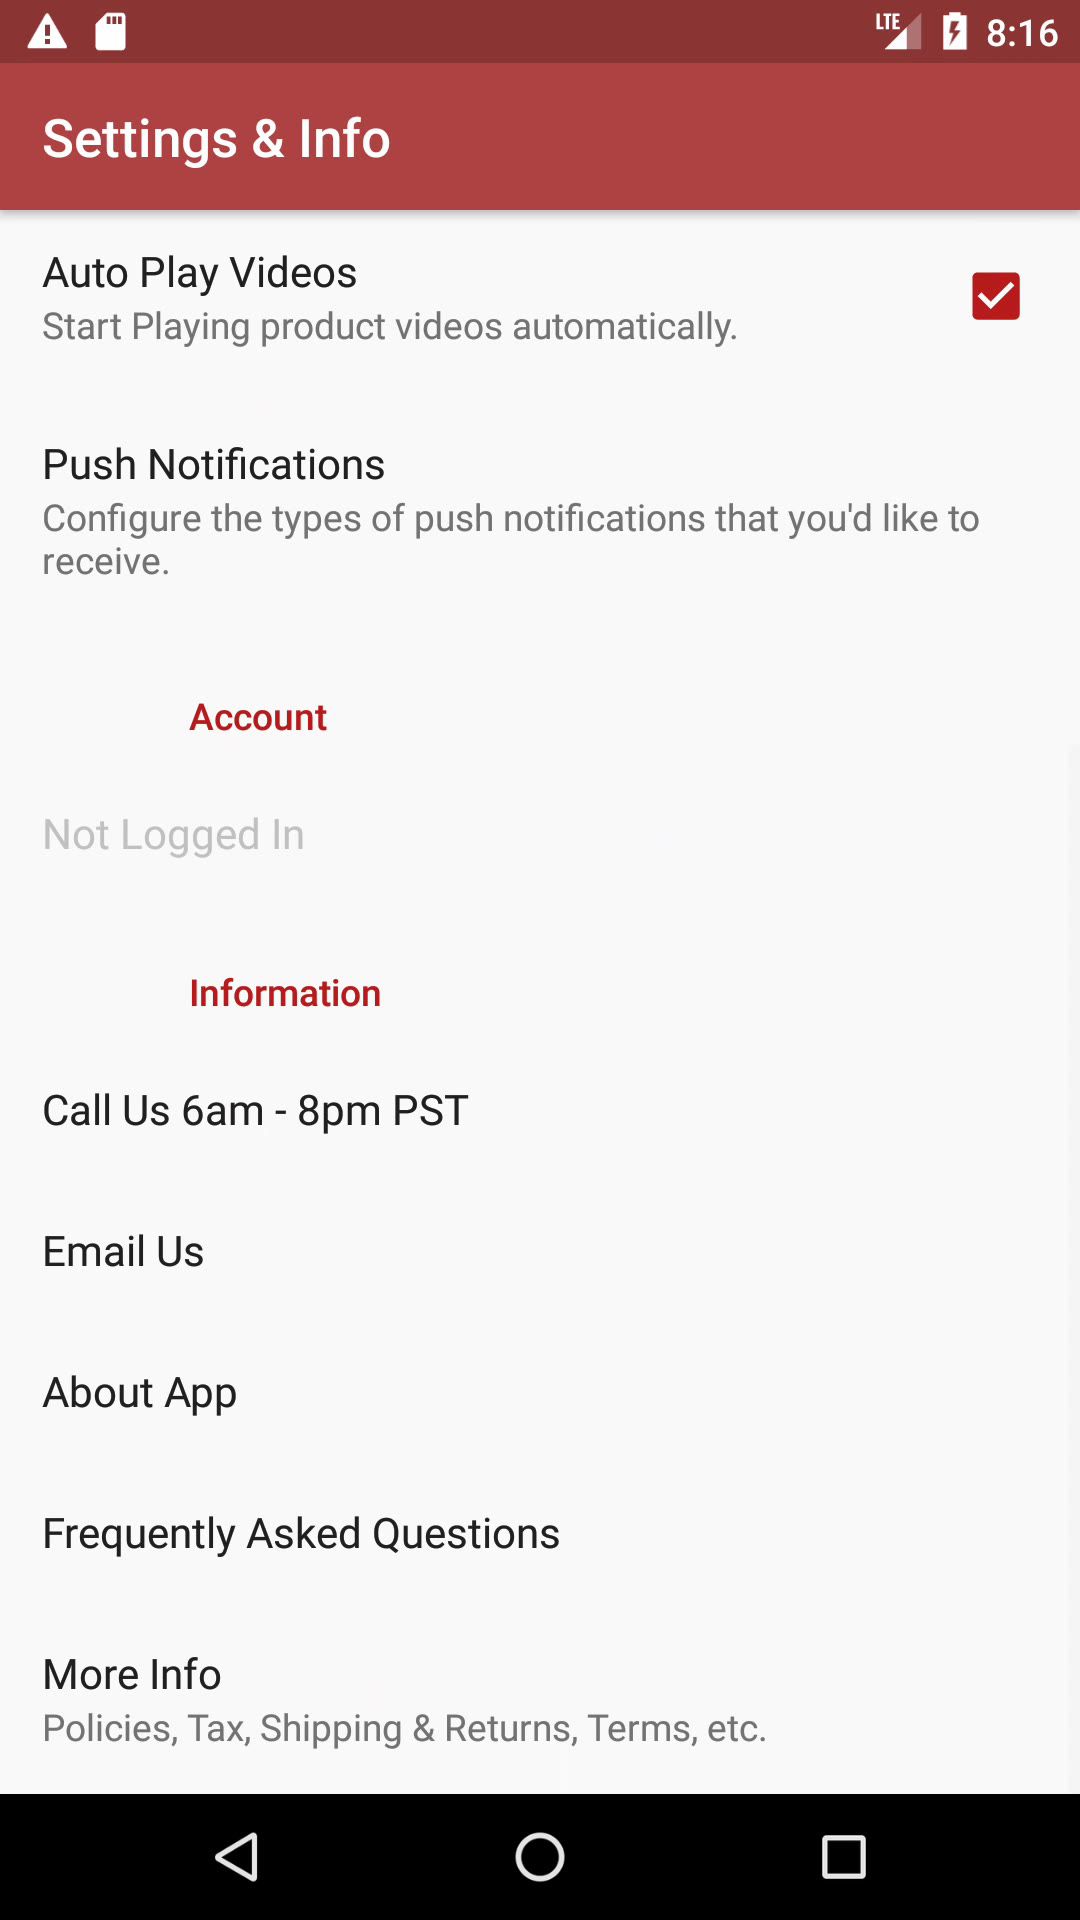 LTE 8:16
Settings & Info
Auto Play Videos
Start Playing product videos automatically.
Push Notifications
Configure the types of push notifications that you'd like to
receive.
Account
Not Logged In
Information
Call Us 6am - 8pm PST
Email Us
About App
Frequently Asked Questions
More Info
Policies, Tax, Shipping & Returns, Terms, etc.